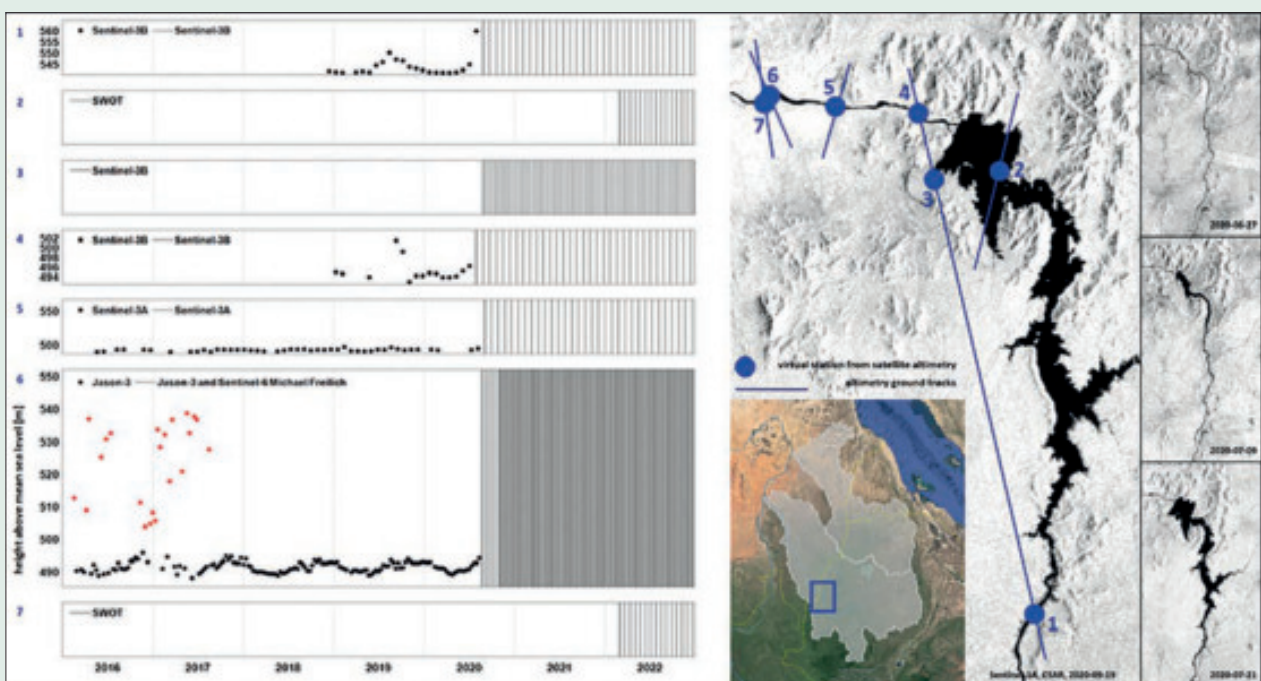 1
560
555
550
545
Sentinel-3B Sentinel-3B
2
SWOT
3
Sentinel-3B
4
502
500
498
496
494
Sentinel-3B Sentinel-3B
5
550
500
Sentinel-3A Sentinel-3A
6
550
540
530
520
510
500
490
height above mean sea level [m]
Jason-3 Jason-3 and Sentinel-6 Michael Freilich
7
SWOT
2016 2017 2018 2019 2020 2021 2022
6
7
5
4
3
2
1
virtual station from satellite altimetry
altimetry ground tracks
Sentinel-1A, CSAR, 2020-09-19
2020-06-27
2020-07-09
2020-07-21